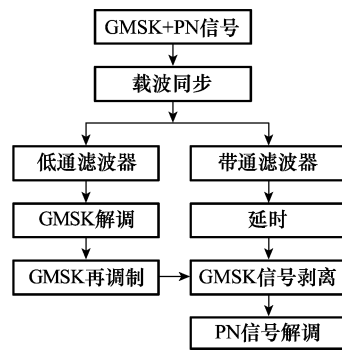 GMSK+PN信号
载波同步
低通滤波器
带通滤波器
GMSK解调
延时
GMSK再调制
GMSK信号剥离
PN信号解调